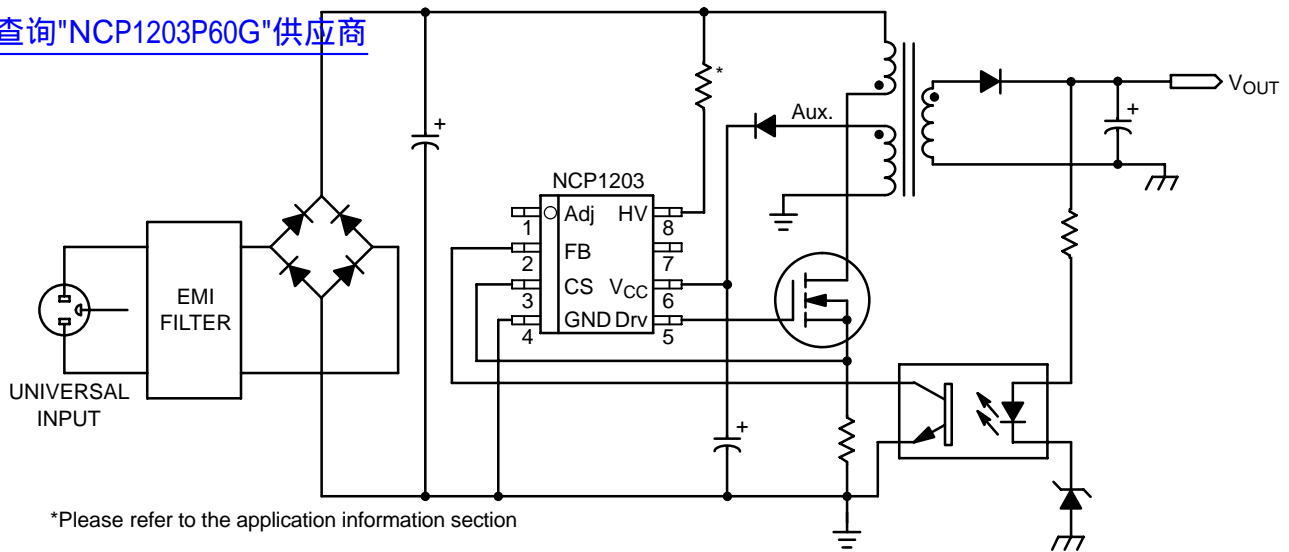 查询"NCP1203P60G"供应商
+
*
Aux.
+
VOUT
NCP1203
Adj HV
1 8
FB
2 7
CS VCC
3 6
GND Drv
4 5
EMI
FILTER
UNIVERSAL
INPUT
+
*Please refer to the application information section